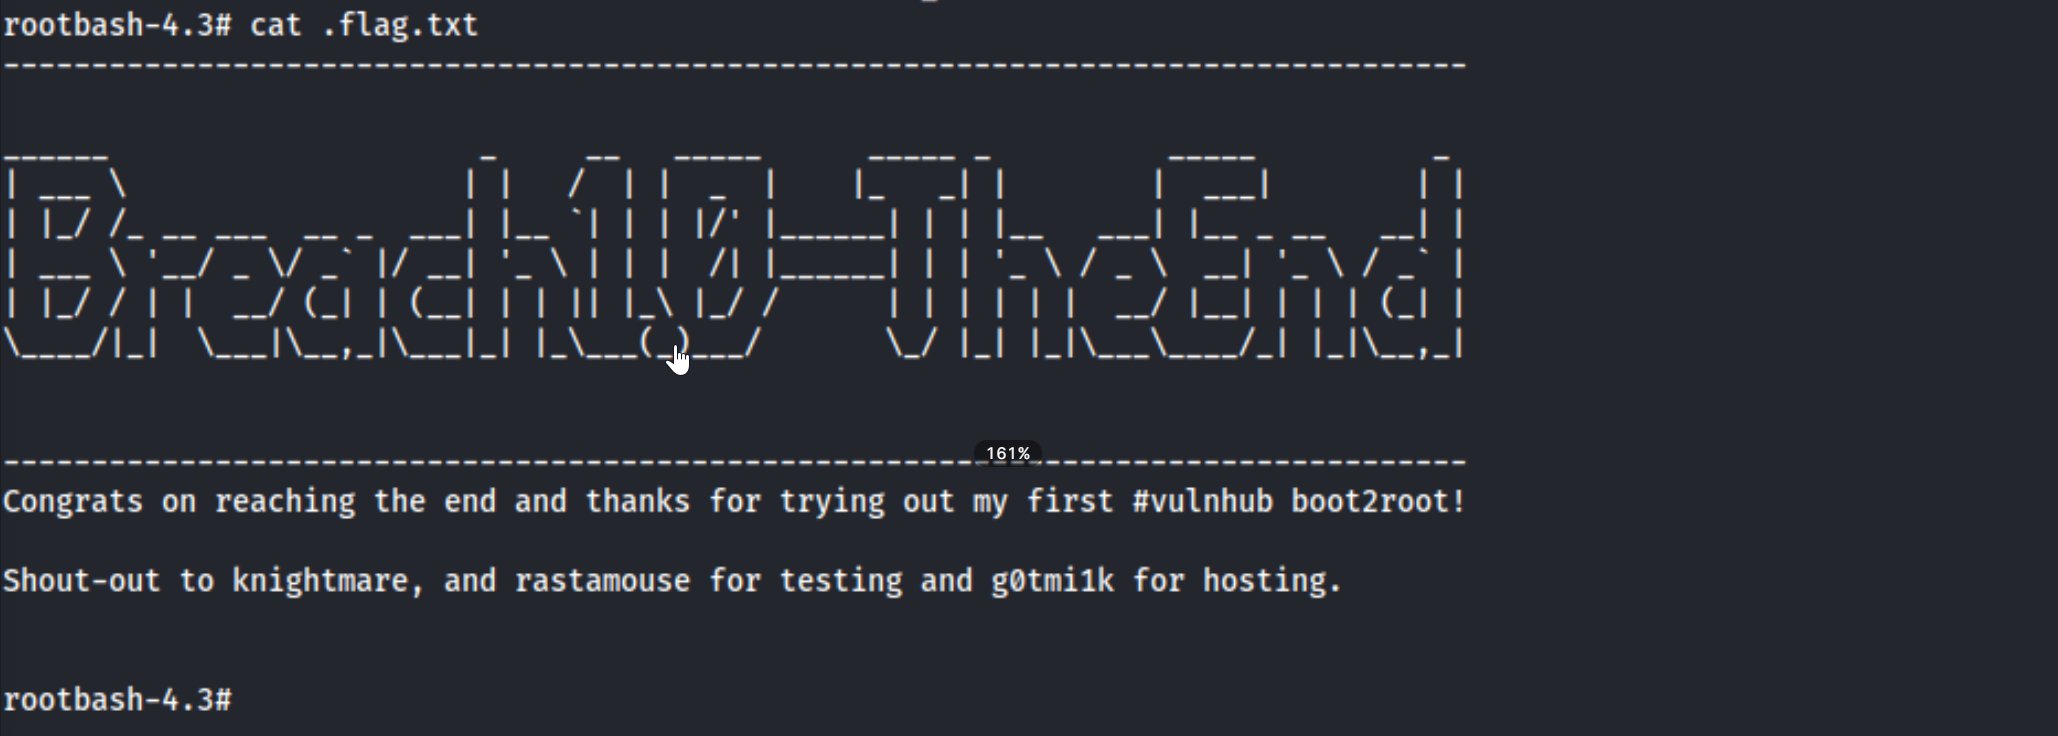 rootbash-4.3# cat .flag.txt
-----------------------------------------------------------------------------------
Breach1.0-TheEnd
161%
-----------------------------------------------------------------------------------
Congrats on reaching the end and thanks for trying out my first #vulnhub boot2root!
Shout-out to knightmare, and rastamouse for testing and g0tmi1k for hosting.
rootbash-4.3#